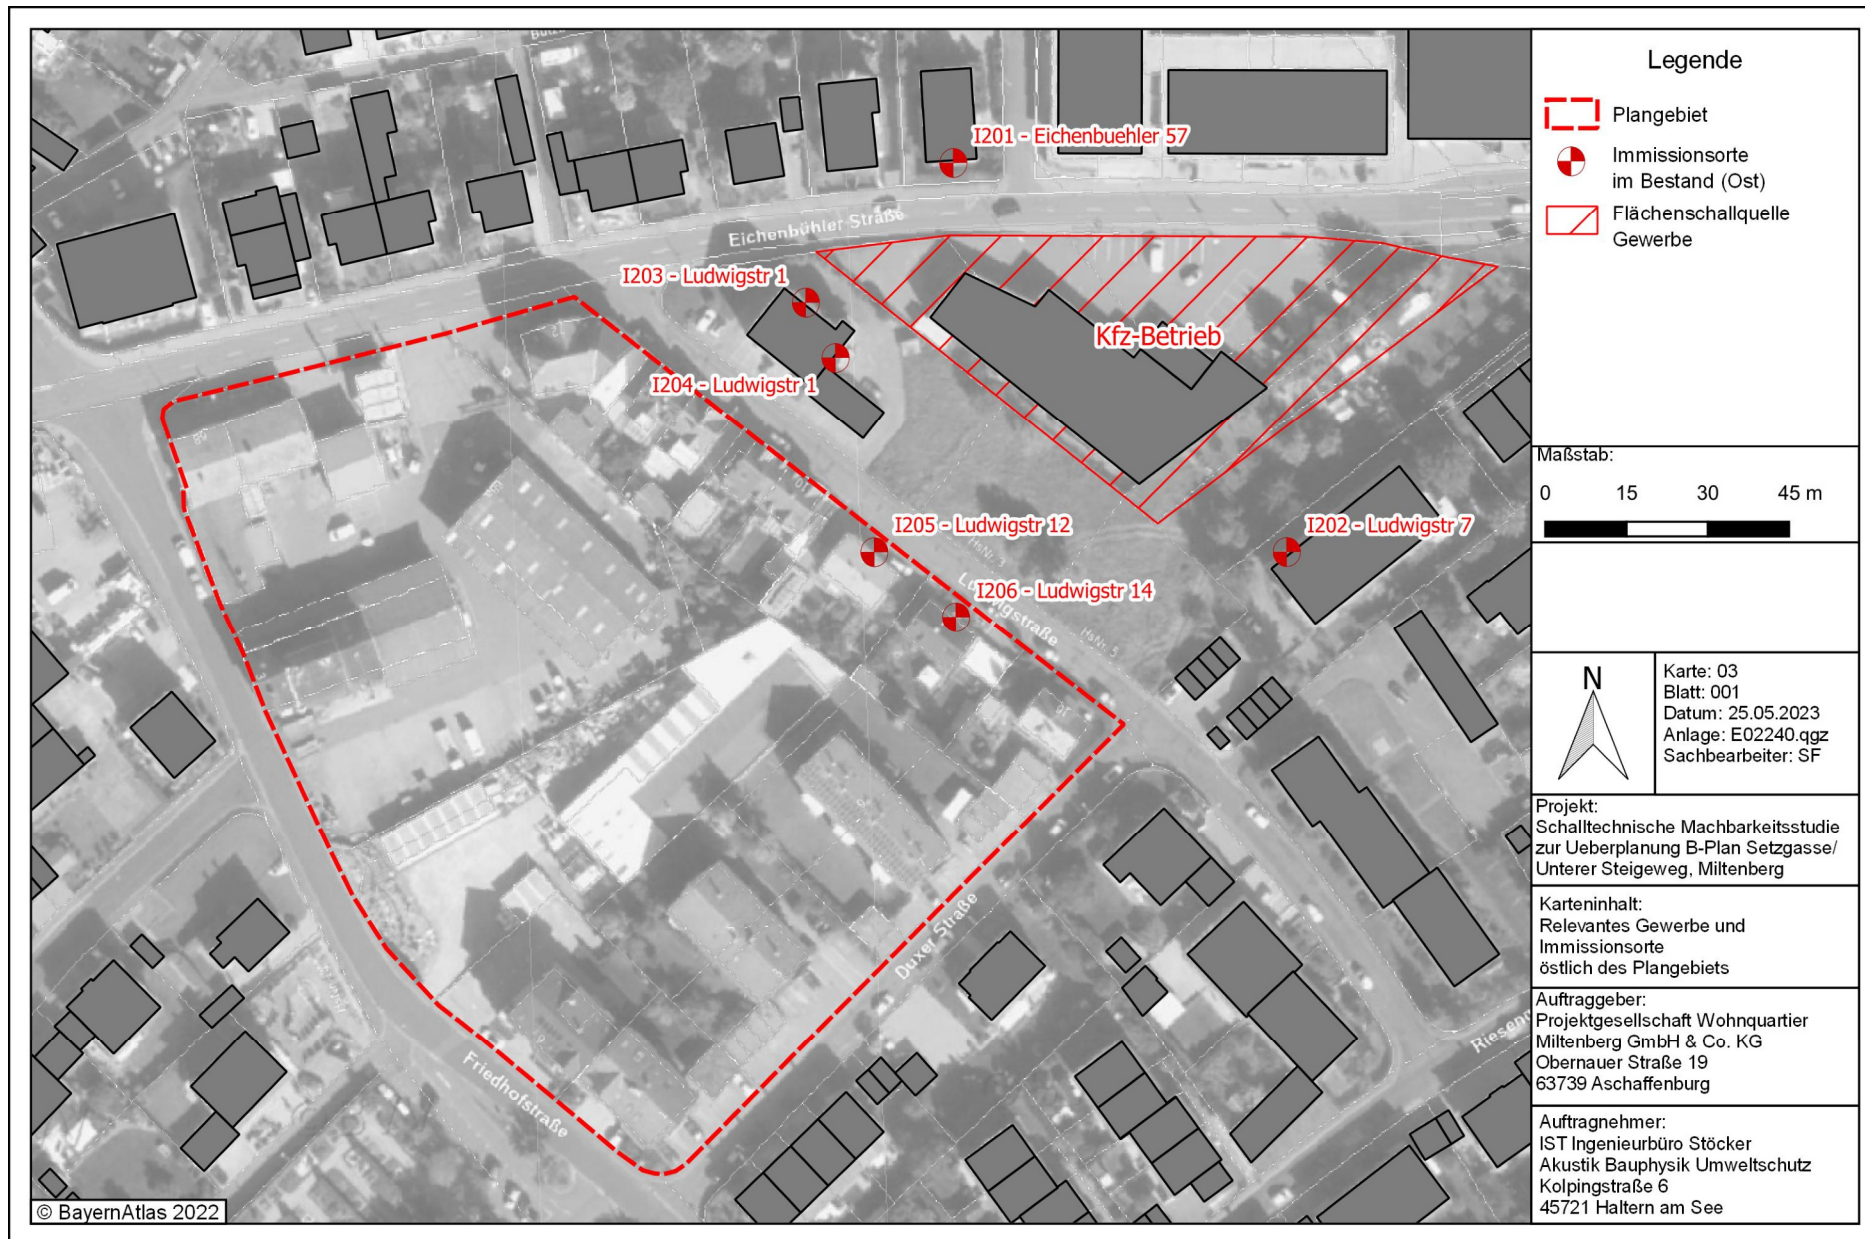 Eichenbühler Straße
I201 - Eichenbuehler 57
I203 - Ludwigstr 1
I204 - Ludwigstr 1
Kfz-Betrieb
I205 - Ludwigstr 12
I202 - Ludwigstr 7
HsNr. 3
I206 - Ludwigstr 14
Ludwigstraße
HsNr. 5
Duxer Straße
Friedhofstraße
© BayernAtlas 2022
Legende
Plangebiet
Immissionsorte
im Bestand (Ost)
Flächenschallquelle
Gewerbe
Maßstab:
0 15 30 45 m
N
Karte: 03
Blatt: 001
Datum: 25.05.2023
Anlage: E02240.qgz
Sachbearbeiter: SF
Projekt:
Schalltechnische Machbarkeitsstudie
zur Ueberplanung B-Plan Setzgasse/
Unterer Steigeweg, Miltenberg
Karteninhalt:
Relevantes Gewerbe und
Immissionsorte
östlich des Plangebiets
Auftraggeber:
Projektgesellschaft Wohnquartier
Miltenberg GmbH & Co. KG
Obernauer Straße 19
63739 Aschaffenburg
Auftragnehmer:
IST Ingenieurbüro Stöcker
Akustik Bauphysik Umweltschutz
Kolpingstraße 6
45721 Haltern am See